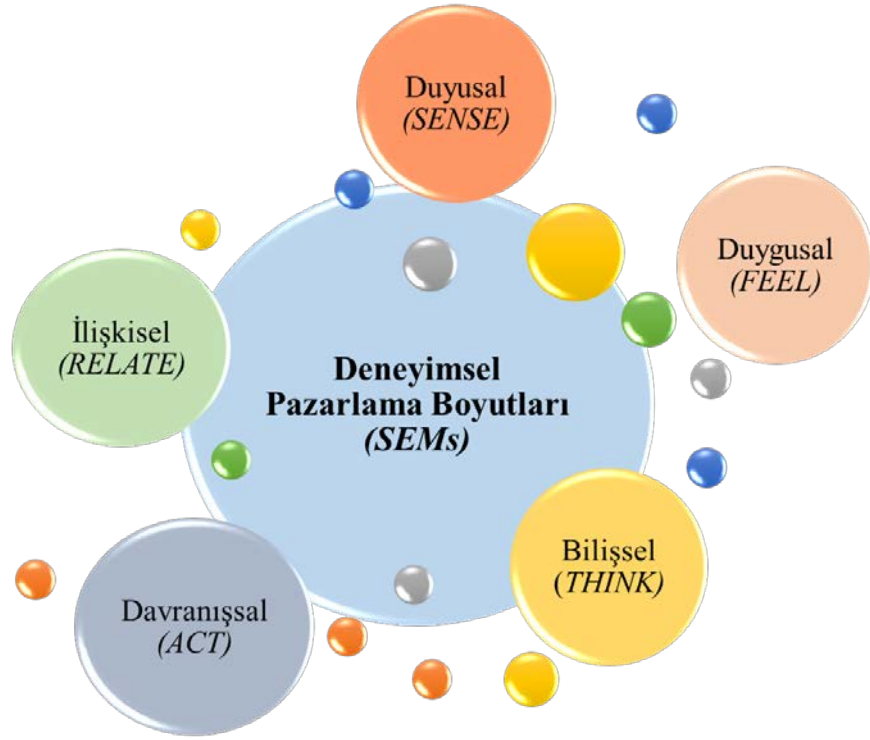 Duyusal
(SENSE)
Duygusal
(FEEL)
İlişkisel
(RELATE)
Deneyimsel
Pazarlama Boyutları
(SEMs)
Bilişsel
(THINK)
Davranışsal
(ACT)